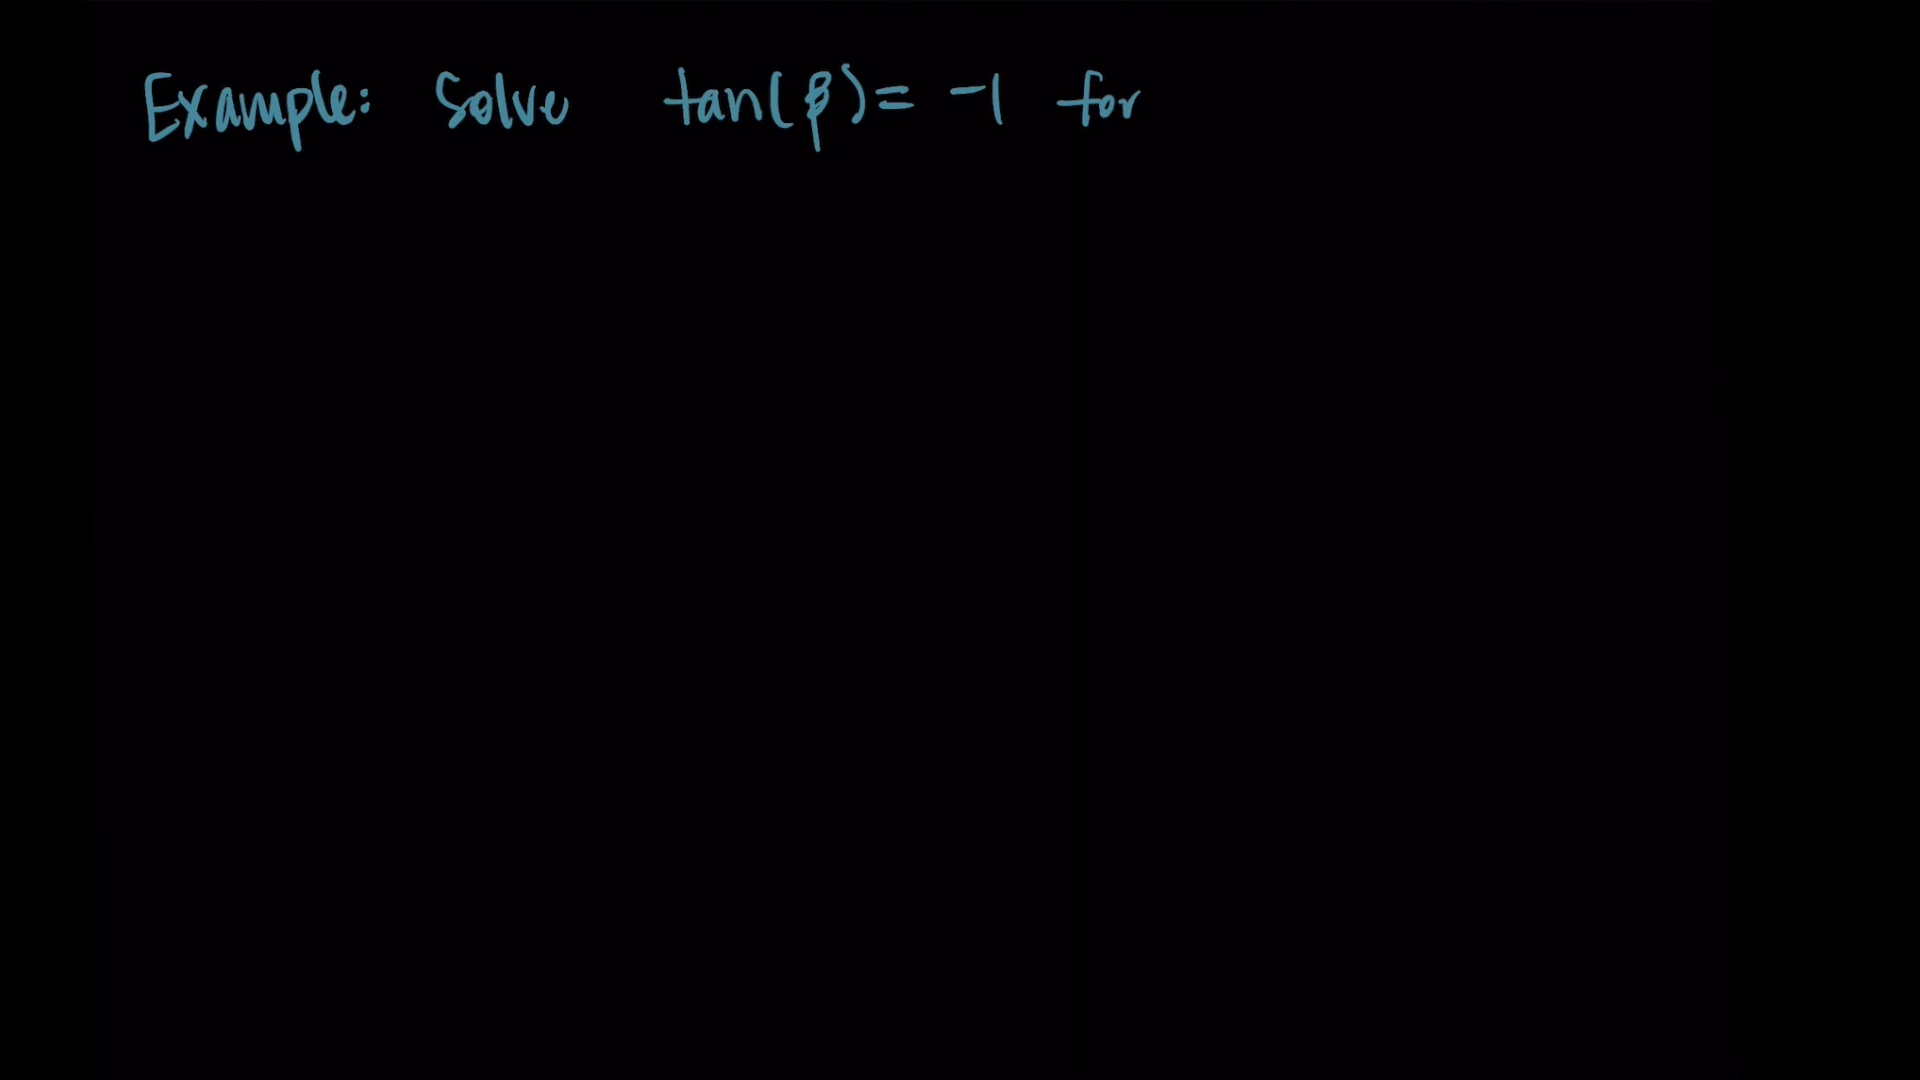 Example: Solve tan(β) = -1 for